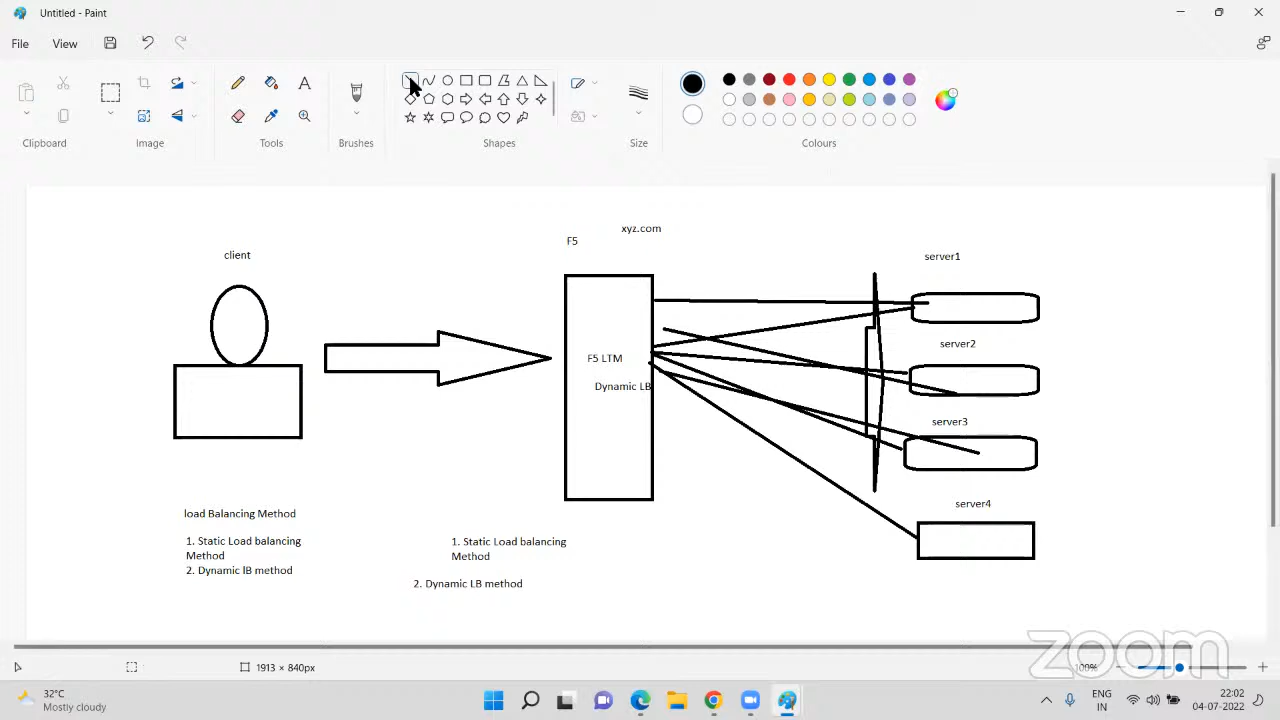 Untitled - Paint
File
View
Clipboard
Image
Tools
Brushes
Shapes
Size
Colours
xyz.com
F5
client
server1
server2
F5 LTM
Dynamic LB
server3
server4
load Balancing Method
1. Static Load balancing
Method
2. Dynamic lB method
1. Static Load balancing
Method
2. Dynamic LB method
zoom
1913 × 840px
100%
32°C
Mostly cloudy
ENG
IN
22:02
04-07-2022